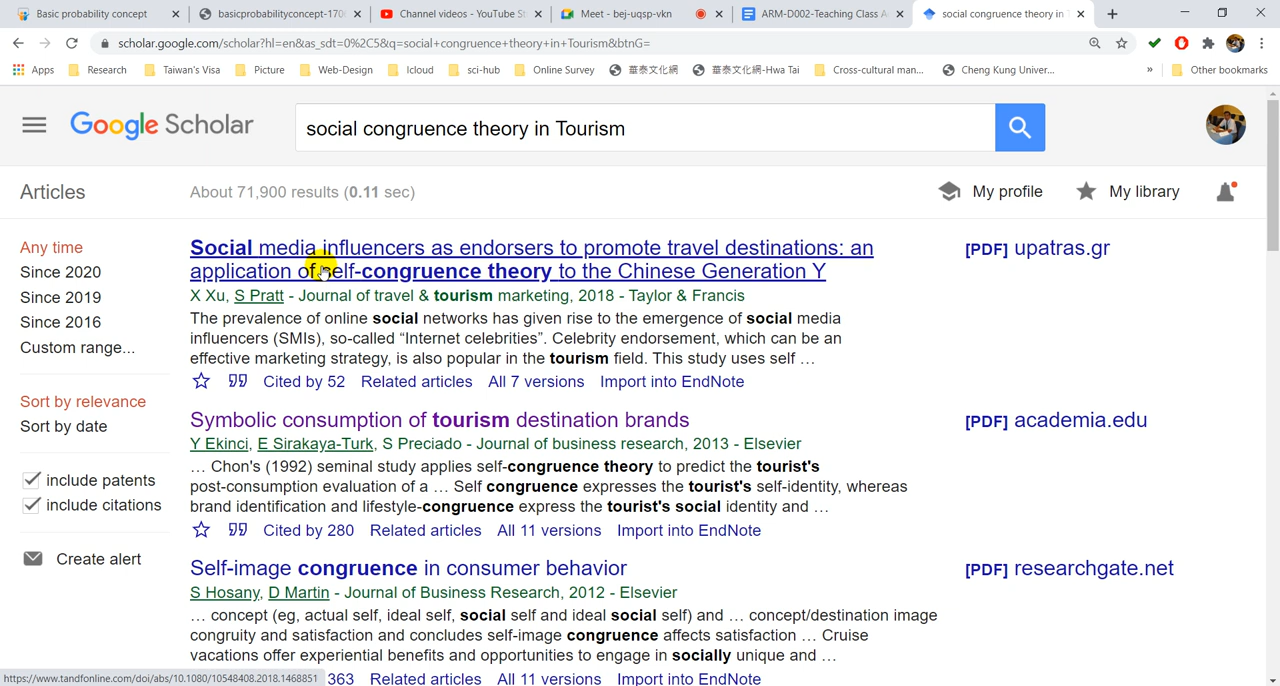 Basic probability concept
basicprobabilityconcept-170
Channel videos - YouTube St
Meet - bej-uqsp-vkn
ARM-D002-Teaching Class A
social congruence theory in T
scholar.google.com/scholar?hl=en&as_sdt=0%2C5&q=social+congruence+theory+in+Tourism&btnG=
Apps Research Taiwan's Visa Picture Web-Design Icloud sci-hub Online Survey 華泰文化網 華泰文化網-Hwa Tai Cross-cultural man... Cheng Kung Univer... » Other bookmarks
Google Scholar
social congruence theory in Tourism
Articles
About 71,900 results (0.11 sec)
My profile
My library
Any time
Since 2020
Since 2019
Since 2016
Custom range...
Sort by relevance
Sort by date
include patents
include citations
Create alert
Social media influencers as endorsers to promote travel destinations: an
application of self-congruence theory to the Chinese Generation Y
X Xu, S Pratt - Journal of travel & tourism marketing, 2018 - Taylor & Francis
The prevalence of online social networks has given rise to the emergence of social media
influencers (SMIs), so-called “Internet celebrities”. Celebrity endorsement, which can be an
effective marketing strategy, is also popular in the tourism field. This study uses self …
Cited by 52 Related articles All 7 versions Import into EndNote
[PDF] upatras.gr
Symbolic consumption of tourism destination brands
Y Ekinci, E Sirakaya-Turk, S Preciado - Journal of business research, 2013 - Elsevier
… Chon's (1992) seminal study applies self-congruence theory to predict the tourist's
post-consumption evaluation of a … Self congruence expresses the tourist's self-identity, whereas
brand identification and lifestyle-congruence express the tourist's social identity and …
Cited by 280 Related articles All 11 versions Import into EndNote
[PDF] academia.edu
Self-image congruence in consumer behavior
S Hosany, D Martin - Journal of Business Research, 2012 - Elsevier
… concept (eg, actual self, ideal self, social self and ideal social self) and … concept/destination image
congruity and satisfaction and concludes self-image congruence affects satisfaction … Cruise
vacations offer experiential benefits and opportunities to engage in socially unique and …
363 Related articles All 11 versions Import into EndNote
[PDF] researchgate.net
https://www.tandfonline.com/doi/abs/10.1080/10548408.2018.1468851